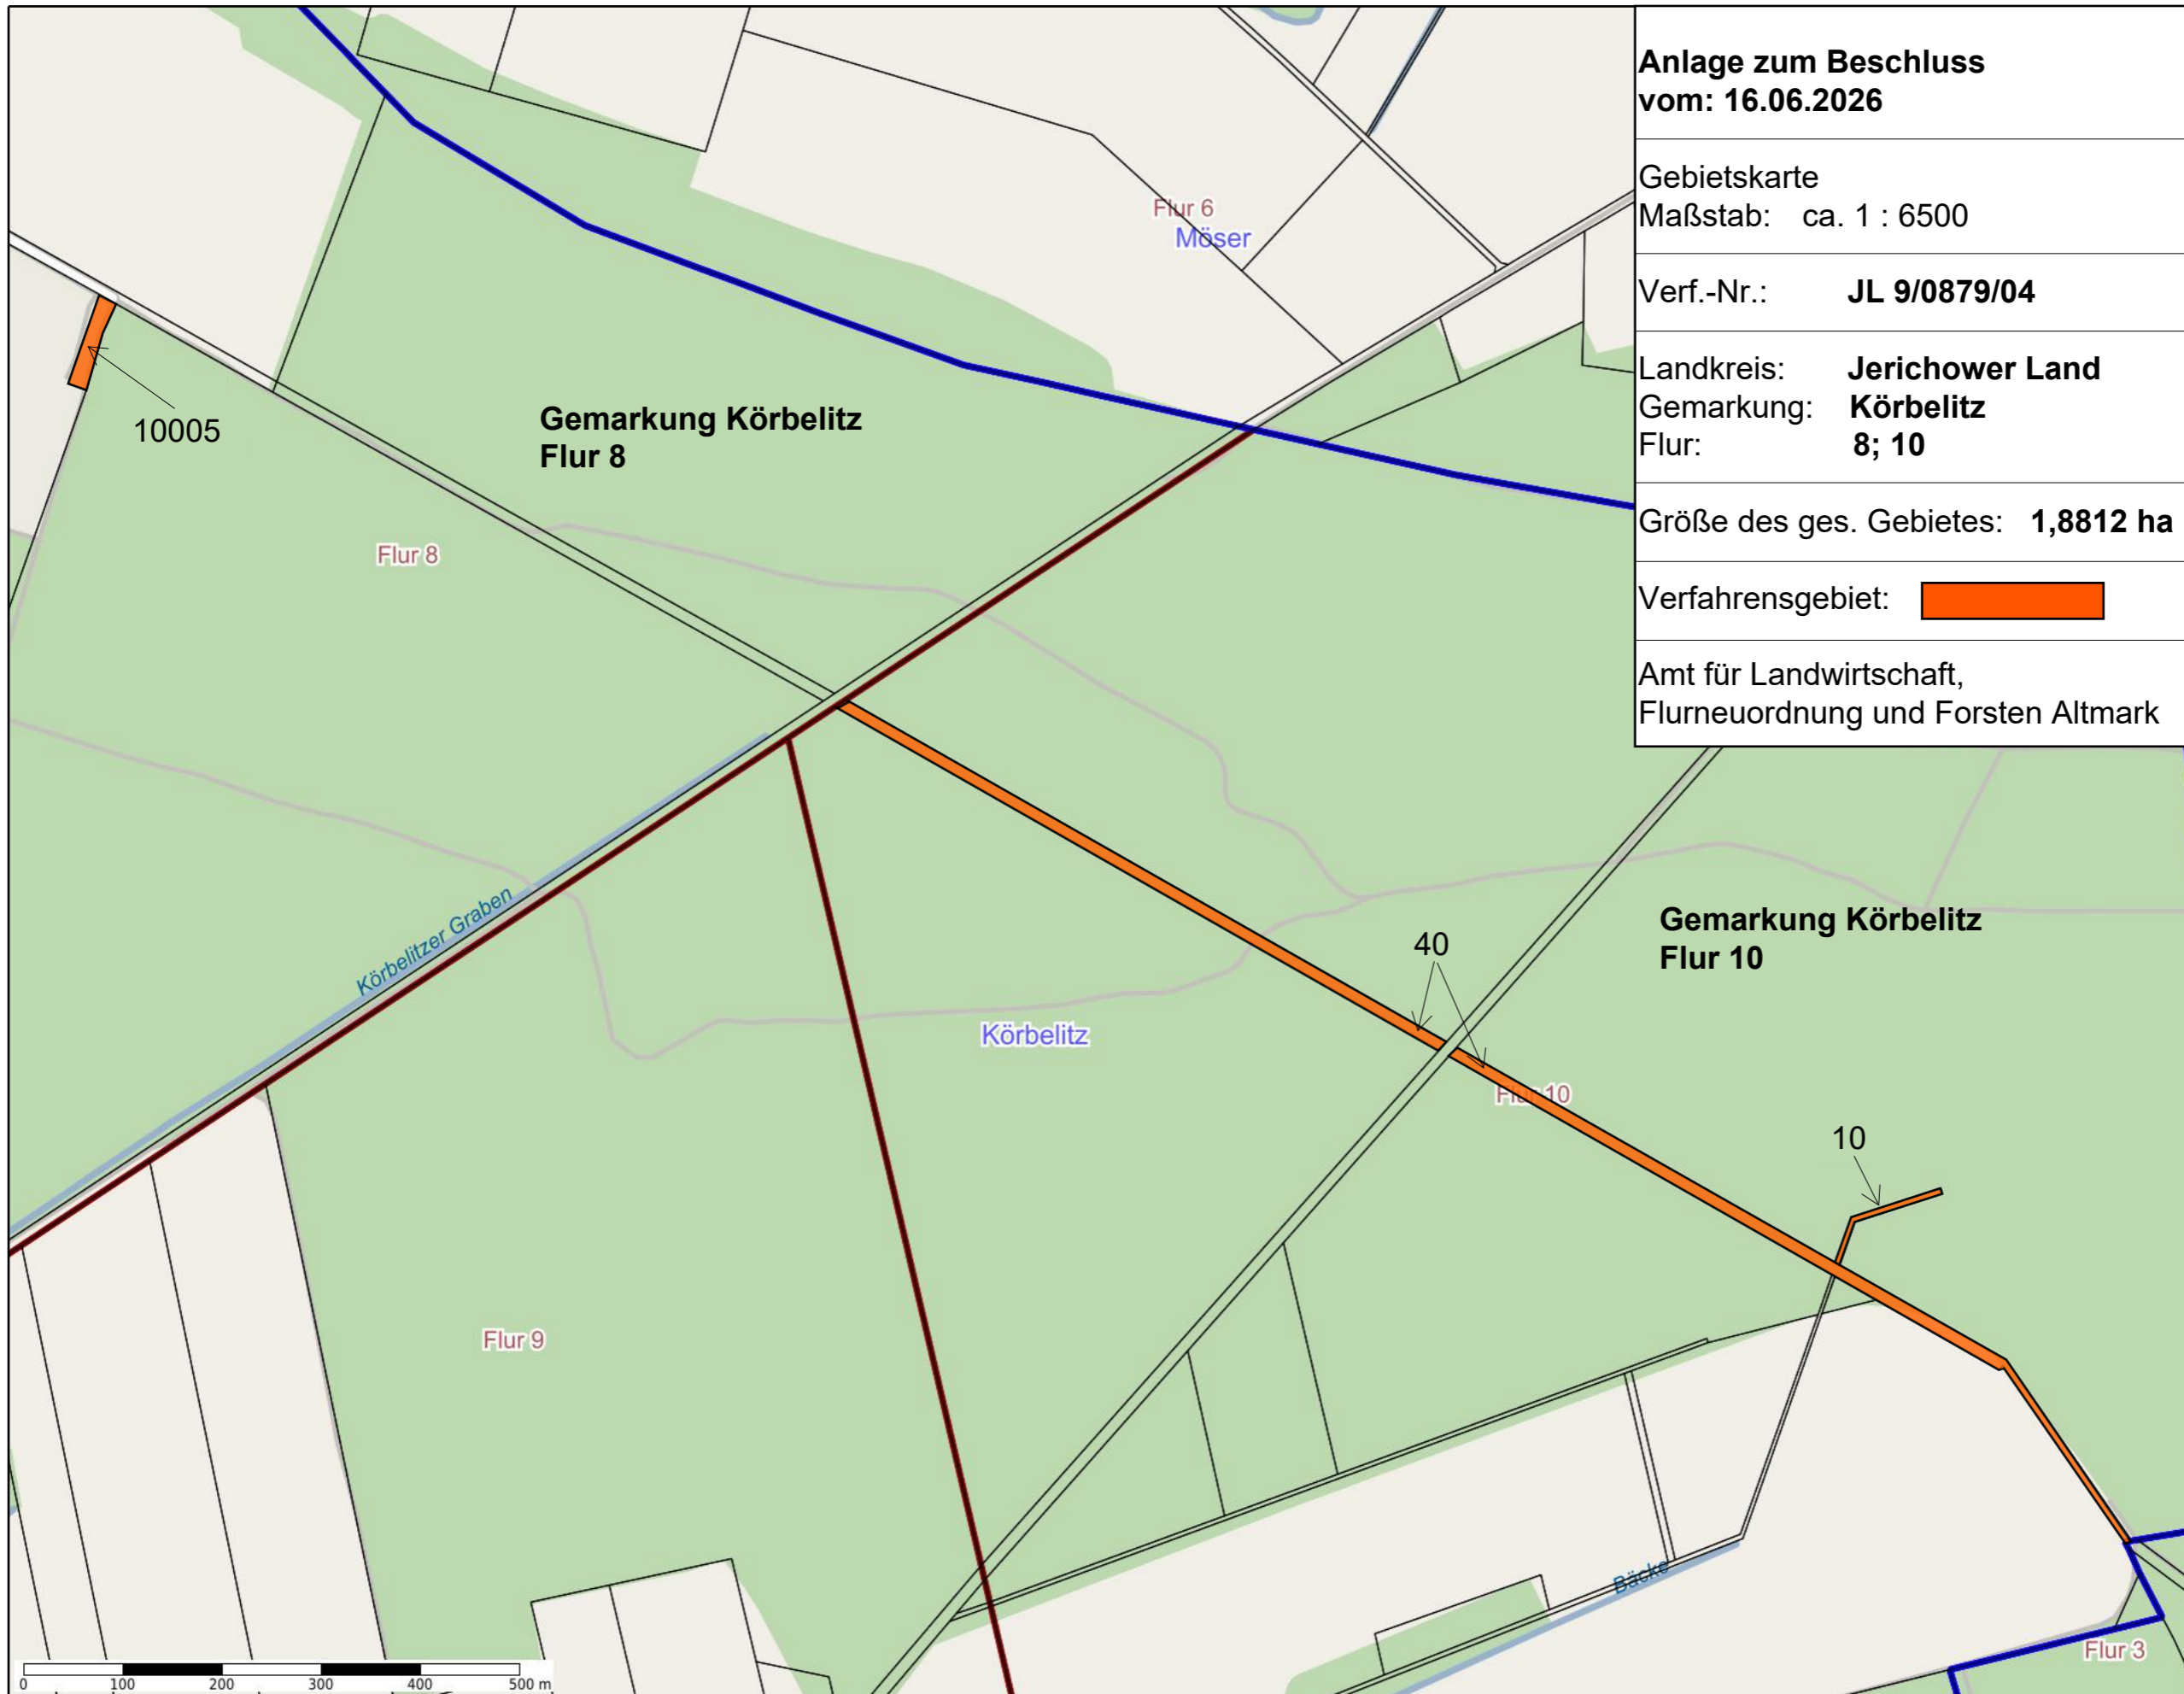 Anlage zum Beschluss
vom: 16.06.2026
Gebietskarte
Maßstab: ca. 1 : 6500
Verf.-Nr.: JL 9/0879/04
Landkreis: Jerichower Land
Gemarkung: Körbelitz
Flur: 8; 10
Größe des ges. Gebietes: 1,8812 ha
Verfahrensgebiet:
Amt für Landwirtschaft,
Flurneuordnung und Forsten Altmark
Flur 6
Möser
10005
Gemarkung Körbelitz
Flur 8
Flur 8
Körbelitzer Graben
Gemarkung Körbelitz
Flur 10
40
Körbelitz
Flur 10
10
Flur 9
Bäcke
Flur 3
0 100 200 300 400 500 m